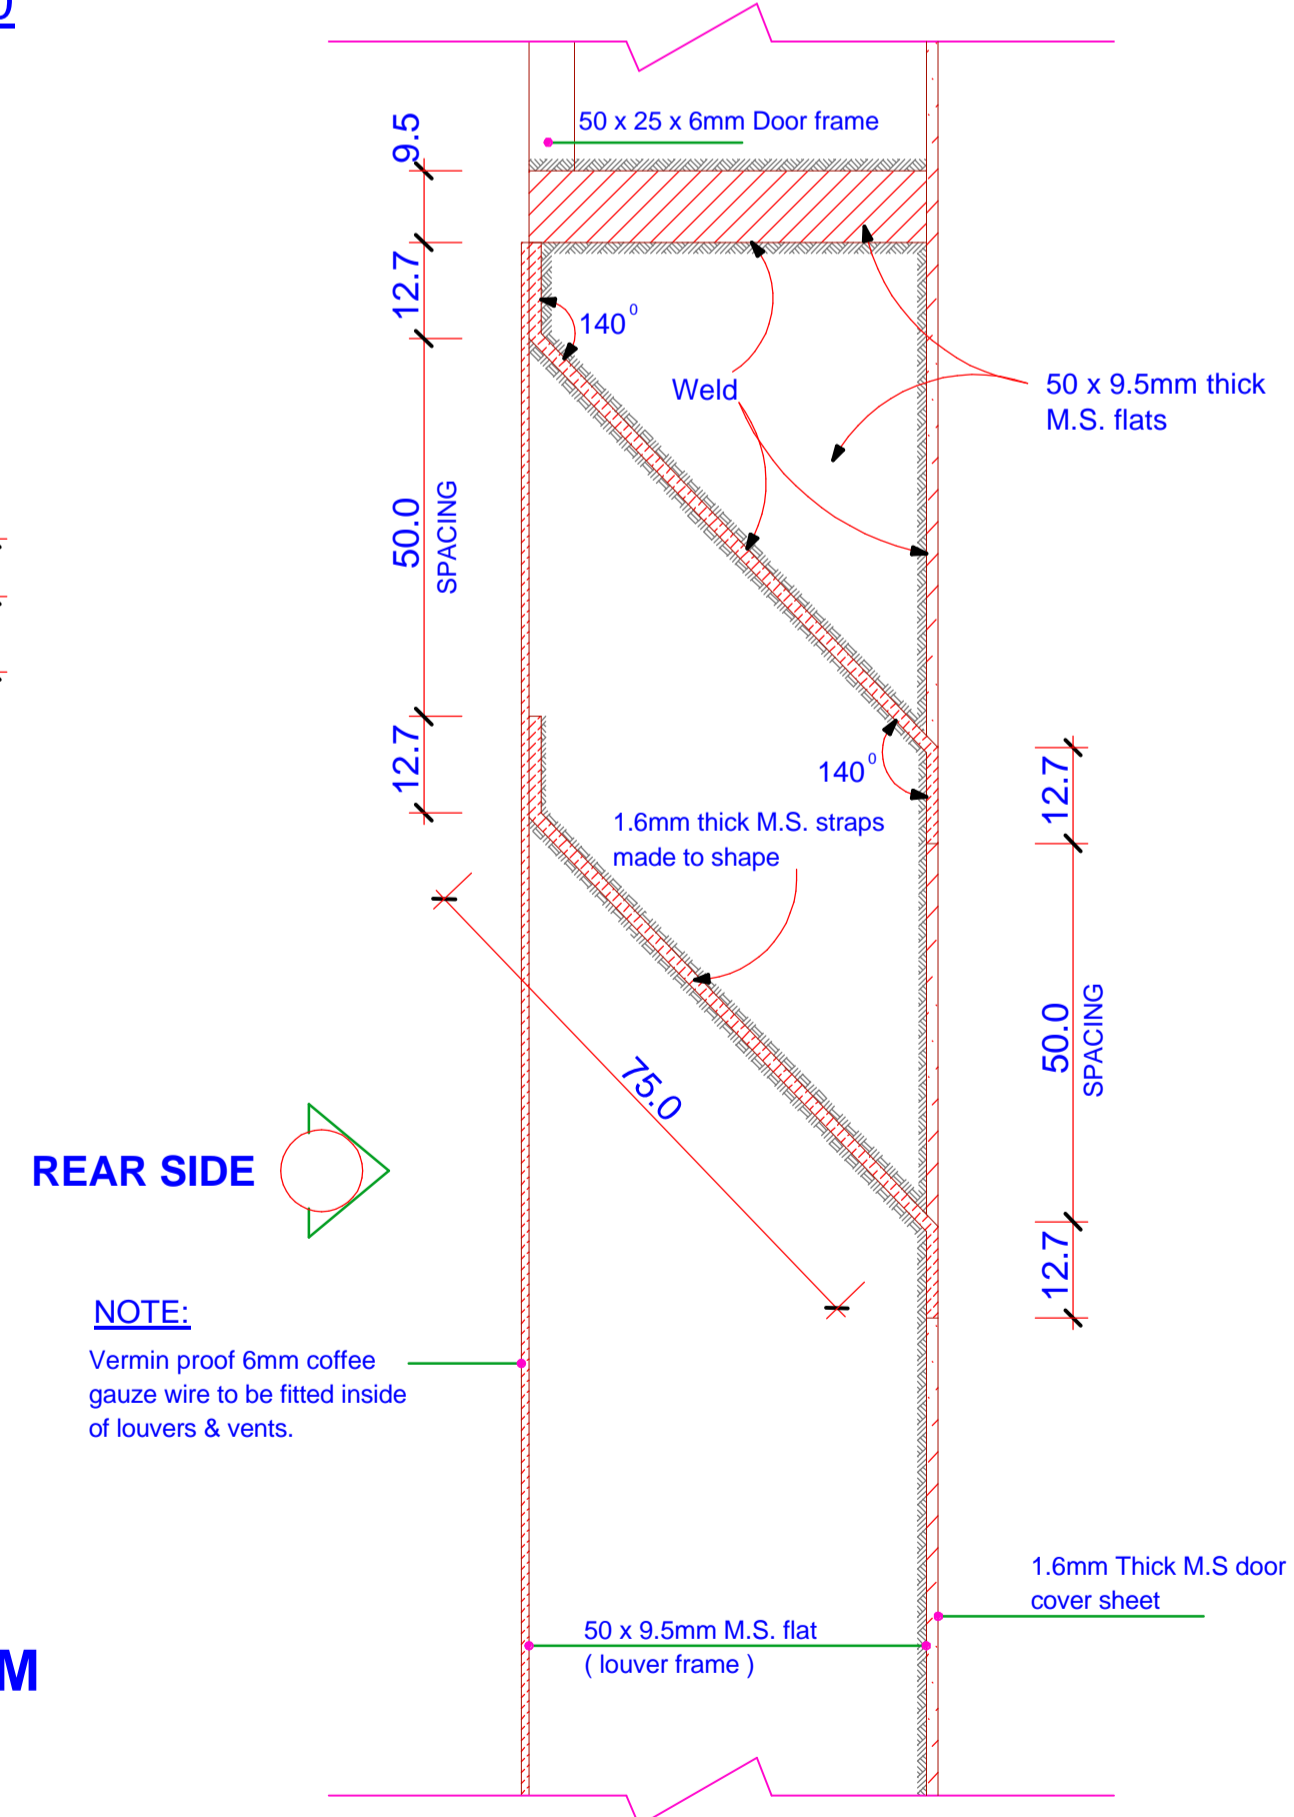 50 x 25 x 6mm Door frame
9.5
12.7
140⁰
Weld
50 x 9.5mm thick
M.S. flats
50.0
SPACING
12.7
140⁰
12.7
1.6mm thick M.S. straps
made to shape
50.0
SPACING
75.0
REAR SIDE
12.7
NOTE:
Vermin proof 6mm coffee
gauze wire to be fitted inside
of louvers & vents.
1.6mm Thick M.S door
cover sheet
50 x 9.5mm M.S. flat
( louver frame )
M